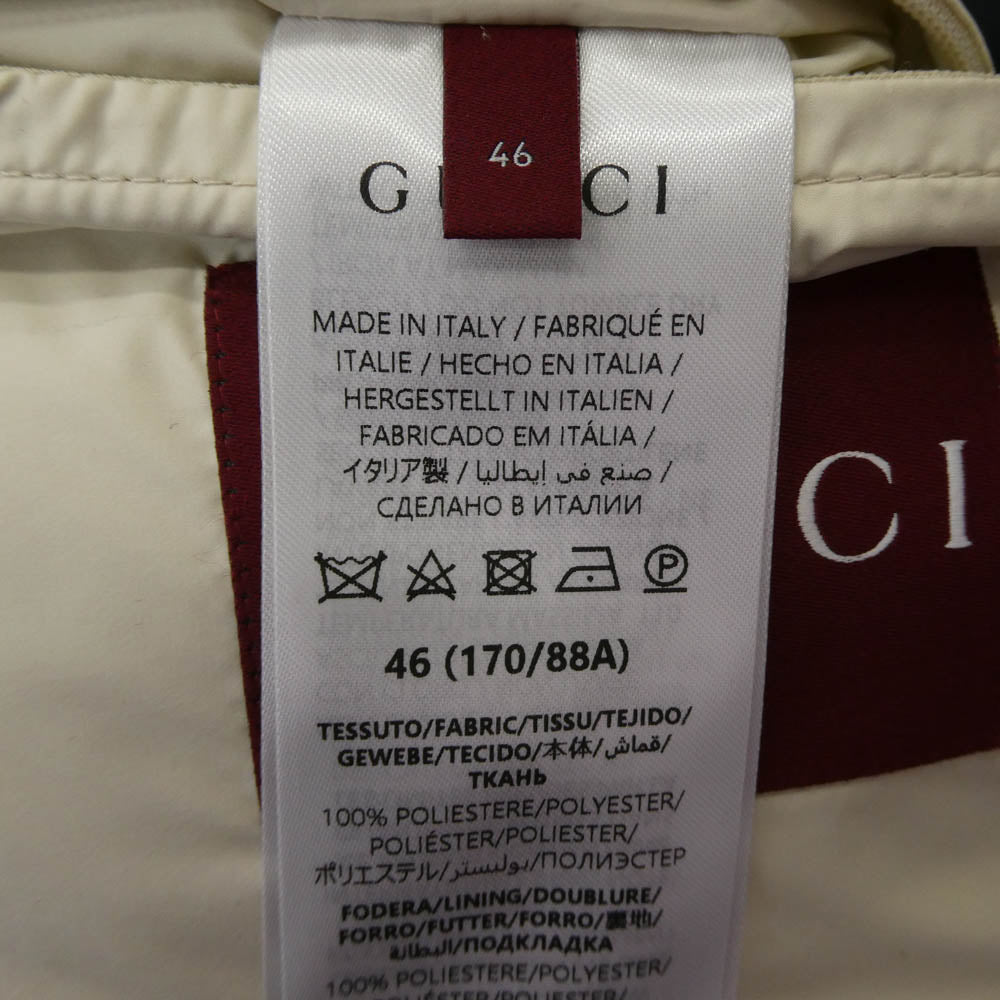 46
G CCI
MADE IN ITALY / FABRIQUÉ EN
ITALIE / HECHO EN ITALIA /
HERGESTELLT IN ITALIEN /
FABRICADO EM ITÁLIA /
イタリア製 / صنع في إيطاليا /
СДЕЛАНО В ИТАЛИИ
P
46 (170/88A)
TESSUTO/FABRIC/TISSU/TEJIDO/
GEWEBE/TECIDO/本体/قماش/
ТКАНЬ
100% POLIESTERE/POLYESTER/
POLIÉSTER/POLIESTER/
ポリエステル/بوليستر/ПОЛИЭСТЕР
FODERA/LINING/DOUBLURE/
FORRO/FUTTER/FORRO/裏地/
البطانة/ПОДКЛАДКА
100% POLIESTERE/POLYESTER/
CI